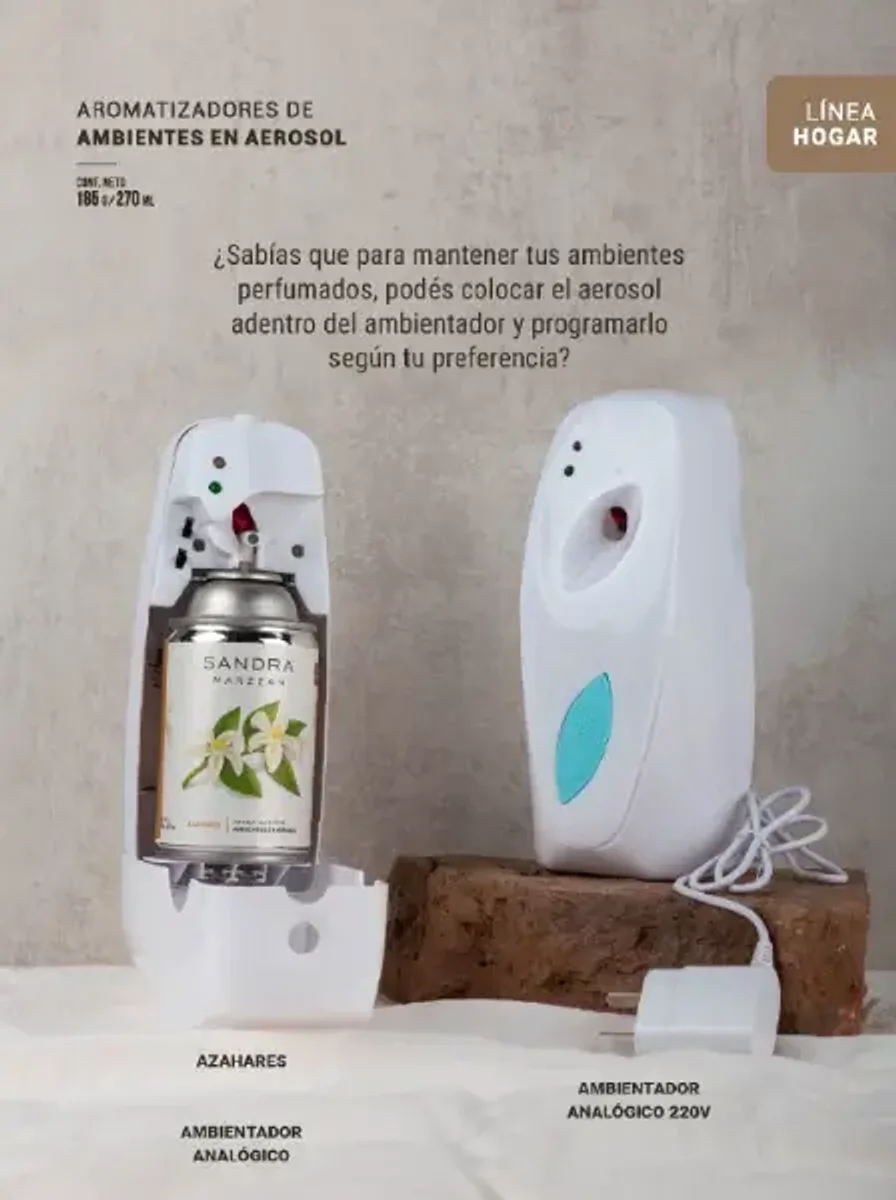 AROMATIZADORES DE
AMBIENTES EN AEROSOL
CONT. NETO
185 G/270 ML
LÍNEA
HOGAR
¿Sabías que para mantener tus ambientes
perfumados, podés colocar el aerosol
adentro del ambientador y programarlo
según tu preferencia?
SANDRA
MARZZAN
AZAHARES
AMBIENTADOR
ANALÓGICO
AMBIENTADOR
ANALÓGICO 220V